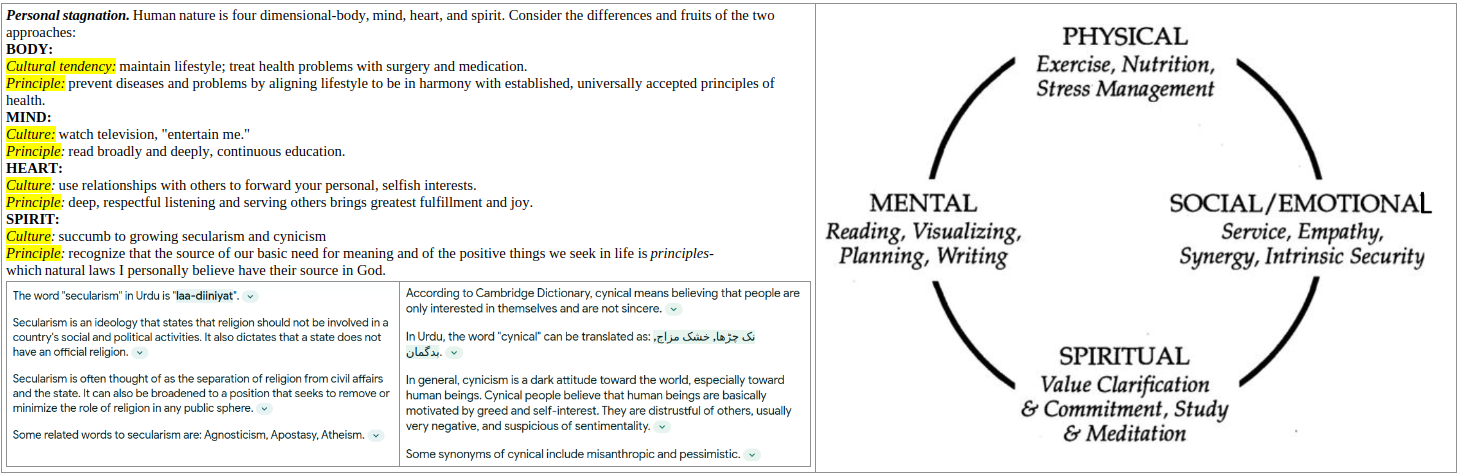 Personal stagnation. Human nature is four dimensional-body, mind, heart, and spirit. Consider the differences and fruits of the two
approaches:
BODY:
Cultural tendency: maintain lifestyle; treat health problems with surgery and medication.
Principle: prevent diseases and problems by aligning lifestyle to be in harmony with established, universally accepted principles of
health.
MIND:
Culture: watch television, "entertain me."
Principle: read broadly and deeply, continuous education.
HEART:
Culture: use relationships with others to forward your personal, selfish interests.
Principle: deep, respectful listening and serving others brings greatest fulfillment and joy.
SPIRIT:
Culture: succumb to growing secularism and cynicism
Principle: recognize that the source of our basic need for meaning and of the positive things we seek in life is principles-
which natural laws I personally believe have their source in God.
The word "secularism" in Urdu is "laa-diiniyat".
Secularism is an ideology that states that religion should not be involved in a
country's social and political activities. It also dictates that a state does not
have an official religion.
Secularism is often thought of as the separation of religion from civil affairs
and the state. It can also be broadened to a position that seeks to remove or
minimize the role of religion in any public sphere.
Some related words to secularism are: Agnosticism, Apostasy, Atheism.
According to Cambridge Dictionary, cynical means believing that people are
only interested in themselves and are not sincere.
In Urdu, the word "cynical" can be translated as: نک چڑھا, خشک مزاج,
بدگمان.
In general, cynicism is a dark attitude toward the world, especially toward
human beings. Cynical people believe that human beings are basically
motivated by greed and self-interest. They are distrustful of others, usually
very negative, and suspicious of sentimentality.
Some synonyms of cynical include misanthropic and pessimistic.
PHYSICAL
Exercise, Nutrition,
Stress Management
MENTAL
Reading, Visualizing,
Planning, Writing
SOCIAL/EMOTIONAL
Service, Empathy,
Synergy, Intrinsic Security
SPIRITUAL
Value Clarification
& Commitment, Study
& Meditation